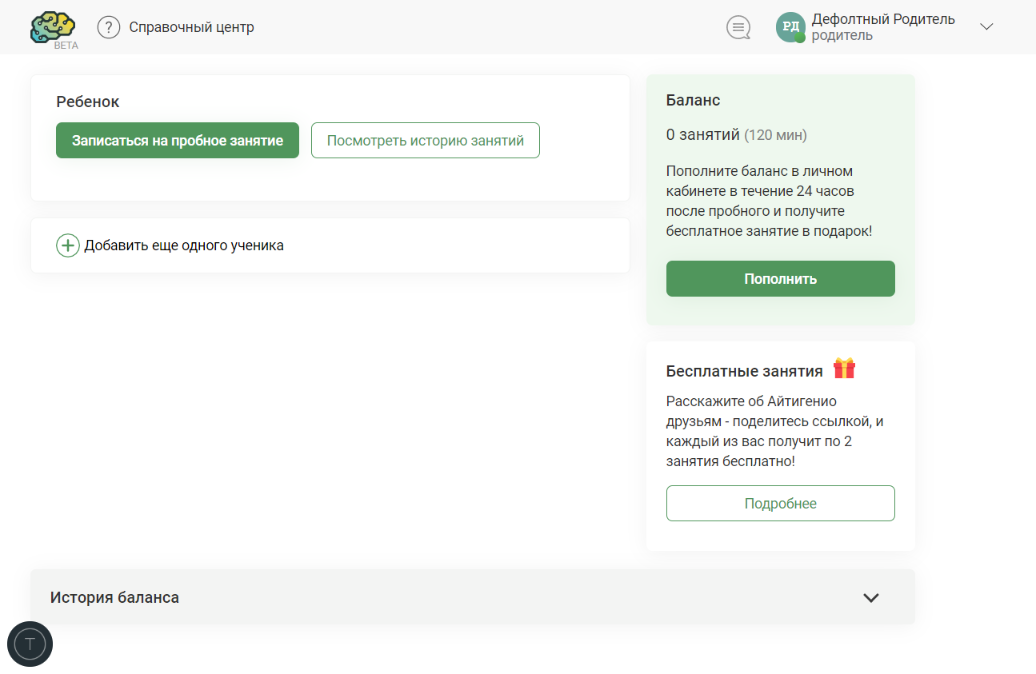 BETA
? Справочный центр
РД
Дефолтный Родитель
родитель
Ребенок
Записаться на пробное занятие
Посмотреть историю занятий
Добавить еще одного ученика
Баланс
0 занятий (120 мин)
Пополните баланс в личном
кабинете в течение 24 часов
после пробного и получите
бесплатное занятие в подарок!
Пополнить
Бесплатные занятия
Расскажите об Айтигенио
друзьям - поделитесь ссылкой, и
каждый из вас получит по 2
занятия бесплатно!
Подробнее
История баланса
T